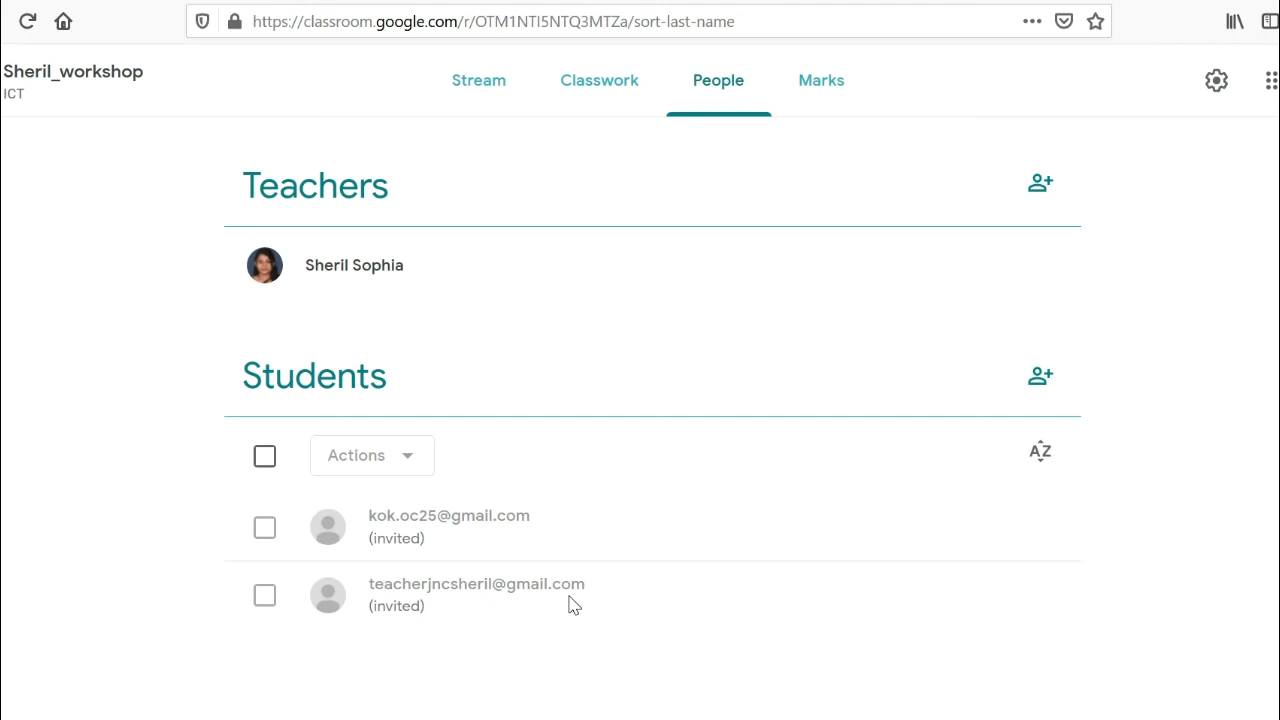 https://classroom.google.com/r/OTM1NTI5NTQ3MTZa/sort-last-name
Sheril_workshop
ICT
Stream
Classwork
People
Marks
Teachers
Sheril Sophia
Students
Actions
AZ
kok.oc25@gmail.com
(invited)
teacherjncsheril@gmail.com
(invited)